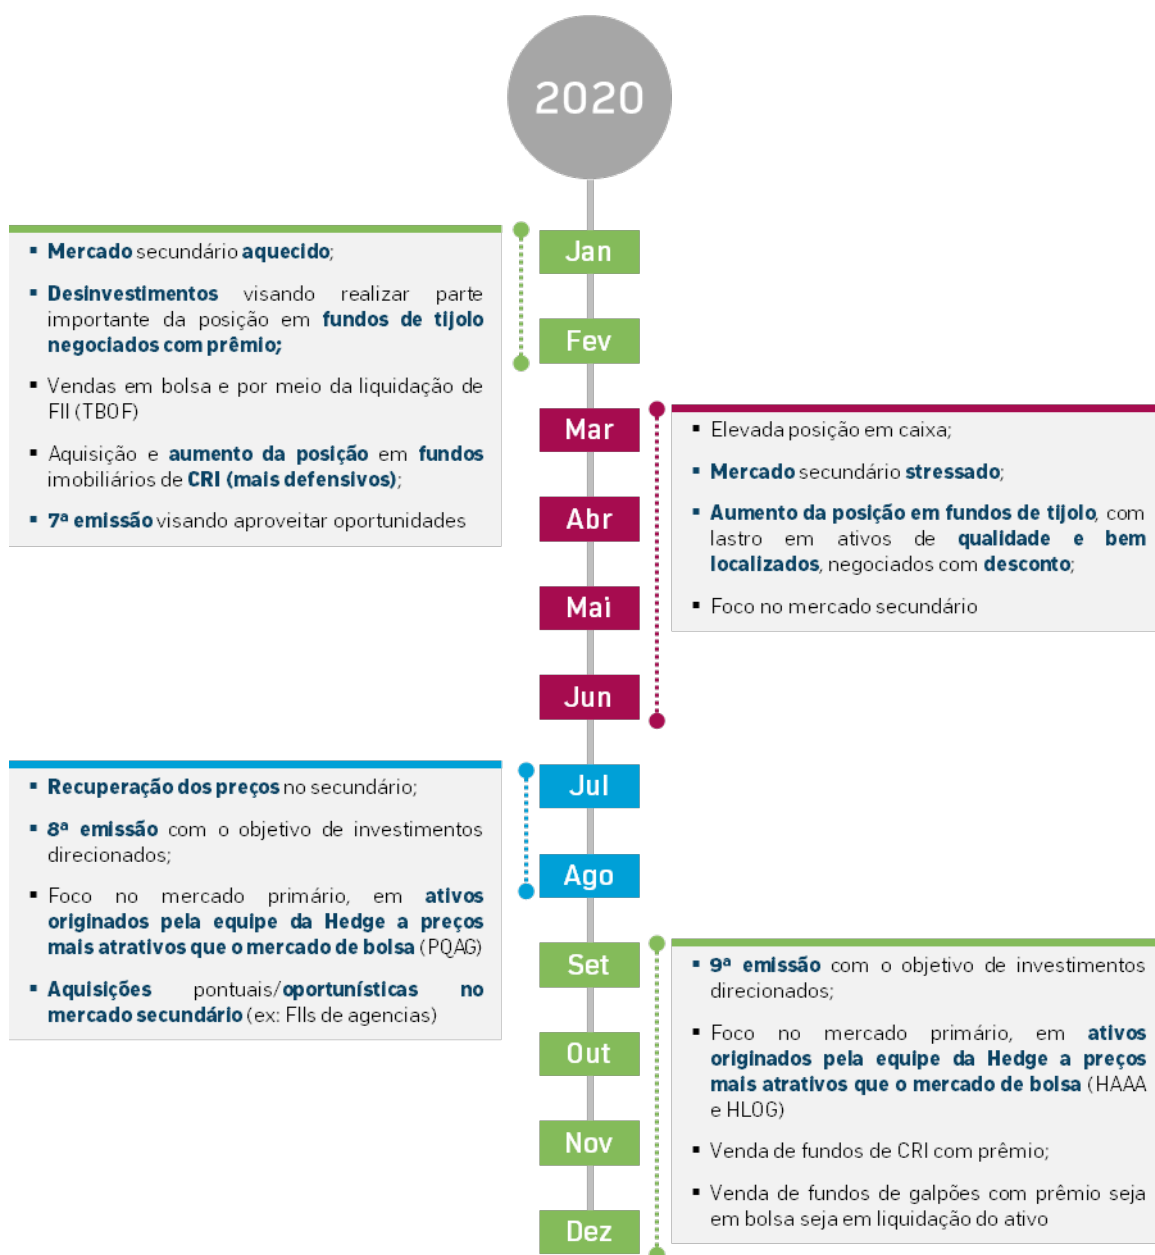 2020
Jan
Fev
▪ Mercado secundário aquecido;
▪ Desinvestimentos visando realizar parte
importante da posição em fundos de tijolo
negociados com prêmio;
▪ Vendas em bolsa e por meio da liquidação de
FII (TBOF)
▪ Aquisição e aumento da posição em fundos
imobiliários de CRI (mais defensivos);
▪ 7ª emissão visando aproveitar oportunidades
Mar
Abr
Mai
Jun
▪ Elevada posição em caixa;
▪ Mercado secundário stressado;
▪ Aumento da posição em fundos de tijolo, com
lastro em ativos de qualidade e bem
localizados, negociados com desconto;
▪ Foco no mercado secundário
Jul
Ago
▪ Recuperação dos preços no secundário;
▪ 8ª emissão com o objetivo de investimentos
direcionados;
▪ Foco no mercado primário, em ativos
originados pela equipe da Hedge a preços
mais atrativos que o mercado de bolsa (PQAG)
▪ Aquisições pontuais/oportunísticas no
mercado secundário (ex: FIIs de agencias)
Set
Out
Nov
Dez
▪ 9ª emissão com o objetivo de investimentos
direcionados;
▪ Foco no mercado primário, em ativos
originados pela equipe da Hedge a preços
mais atrativos que o mercado de bolsa (HAAA
e HLOG)
▪ Venda de fundos de CRI com prêmio;
▪ Venda de fundos de galpões com prêmio seja
em bolsa seja em liquidação do ativo